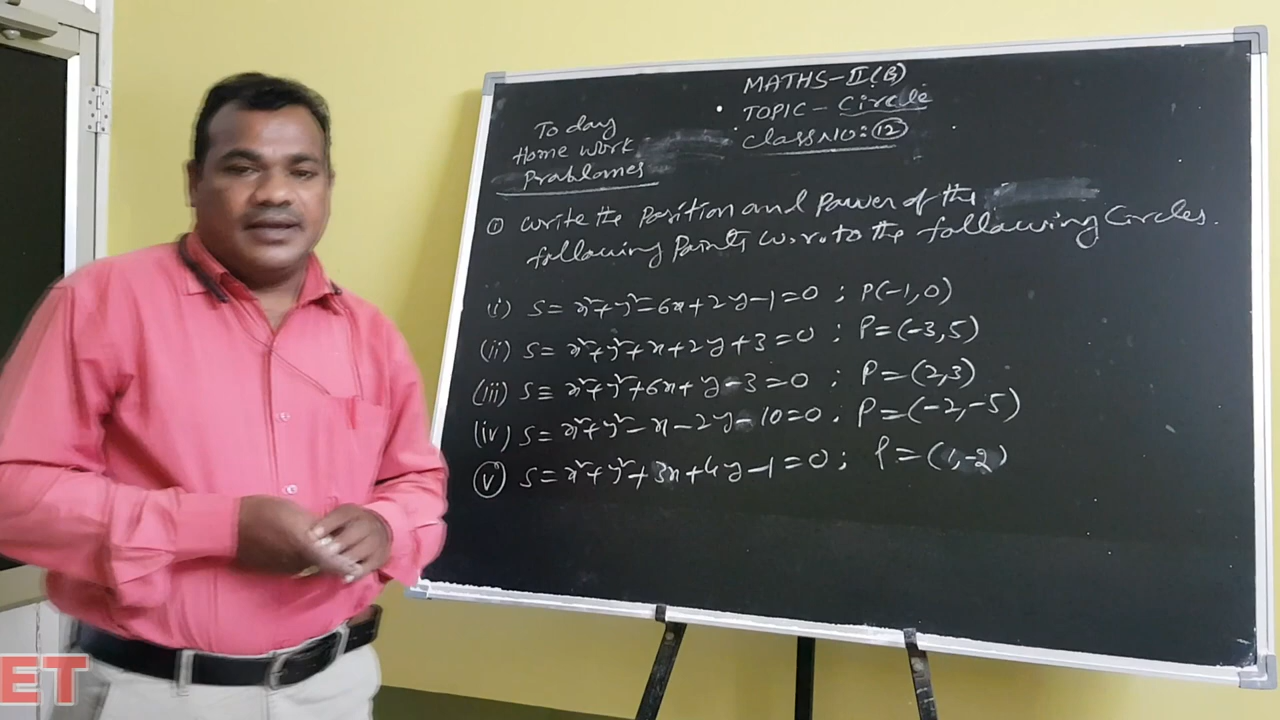 MATHS-II(B)
TOPIC - Circle
Class NO: 12
To day
Home work
Problomes
① Write the Position and Power of the
following Points w.r.to the following Circles.
(i) S = x²+y²-6x+2y-1=0 ; P(-1,0)
(ii) S = x²+y²+x+2y+3=0 ; P=(-3,5)
(iii) S ≡ x²+y²+6x+y-3=0 ; P=(2,3)
(iv) S = x²+y²-x-2y-10=0 ; P=(-2,-5)
(v) S = x²+y²+3x+4y-1=0 ; P=(1,-2)
ET